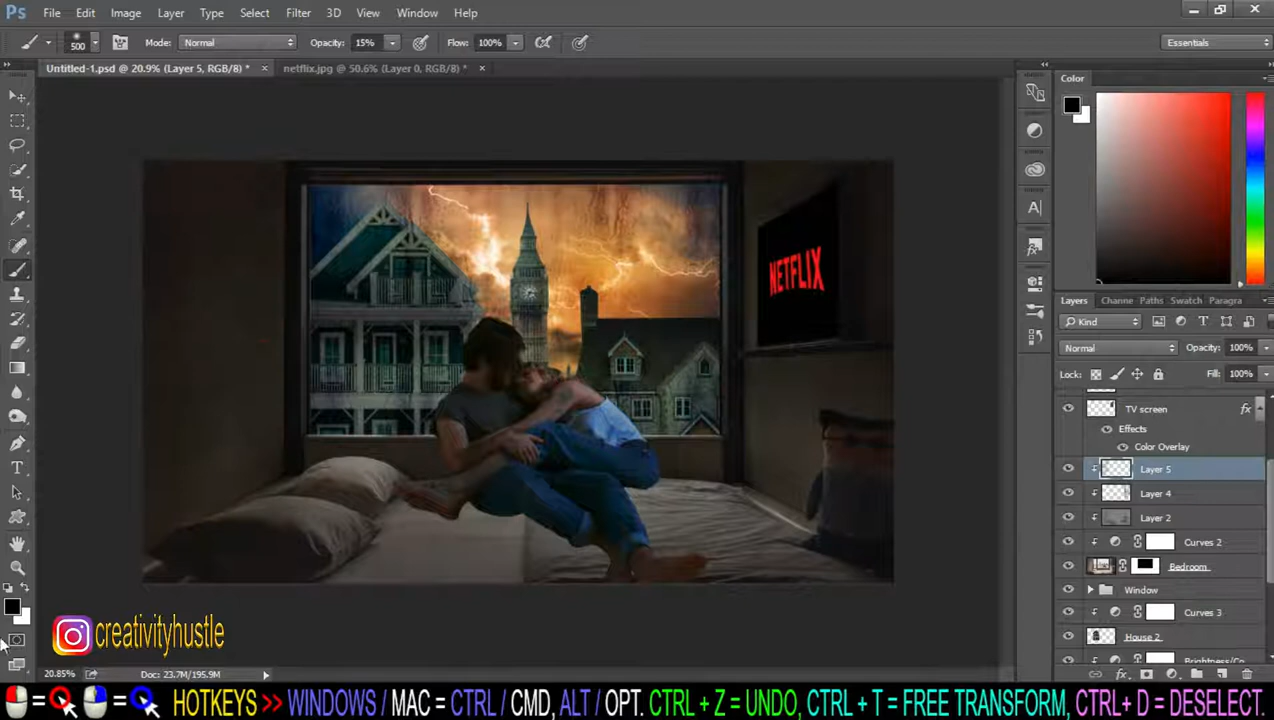 Ps File Edit Image Layer Type Select Filter 3D View Window Help
500 Mode: Normal Opacity: 15% Flow: 100% Essentials
Untitled-1.psd @ 20.9% (Layer 5, RGB/8) * × netflix.jpg @ 50.6% (Layer 0, RGB/8) * ×
Color
NETFLIX
Layers Channe Paths Swatch Paragra
Kind
Normal Opacity: 100%
Lock: Fill: 100%
TV screen fx
Effects
Color Overlay
Layer 5
Layer 4
Layer 2
Curves 2
Bedroom
Window
Curves 3
House 2
Brightness/Co
creativityhustle
20.85% Doc: 23.7M/195.9M
= = HOTKEYS >> WINDOWS / MAC = CTRL / CMD, ALT / OPT. CTRL + Z = UNDO, CTRL + T = FREE TRANSFORM, CTRL + D = DESELECT.